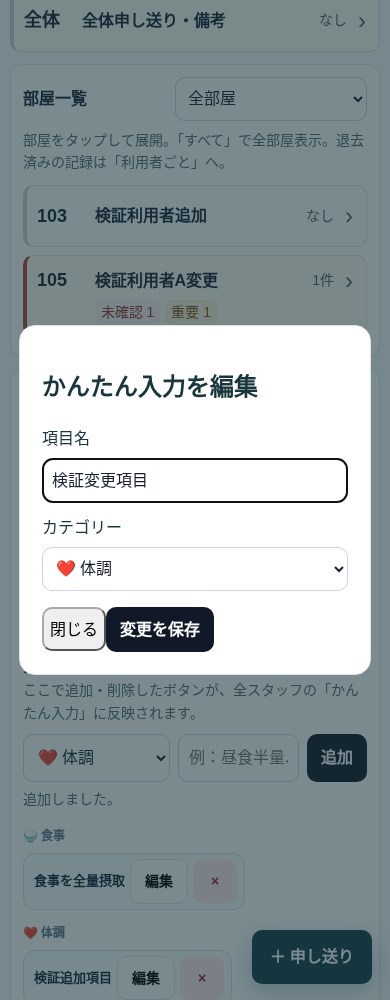 全体 全体申し送り・備考 なし ›
部屋一覧 全部屋
部屋をタップして展開。「すべて」で全部屋表示。退去
済みの記録は「利用者ごと」へ。
103 検証利用者追加 なし ›
105 検証利用者A変更 1件 ›
未確認 1 重要 1
かんたん入力を編集
項目名
検証変更項目
カテゴリー
❤️ 体調
閉じる 変更を保存
ここで追加・削除したボタンが、全スタッフの「かん
たん入力」に反映されます。
❤️ 体調 例：昼食半量. 追加
追加しました。
🍚 食事
食事を全量摂取 編集 ×
❤️ 体調
検証追加項目 編集 ×
＋ 申し送り